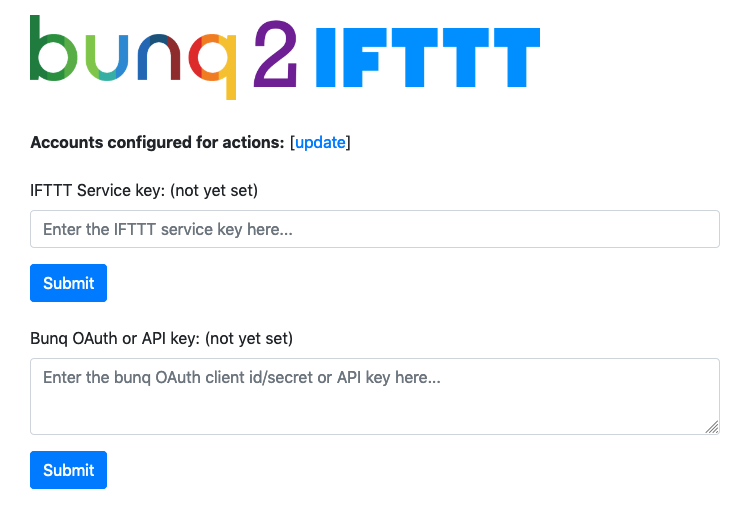 bunq 2 IFTTT
Accounts configured for actions: [update]
IFTTT Service key: (not yet set)
Enter the IFTTT service key here...
Submit
Bunq OAuth or API key: (not yet set)
Enter the bunq OAuth client id/secret or API key here...
Submit